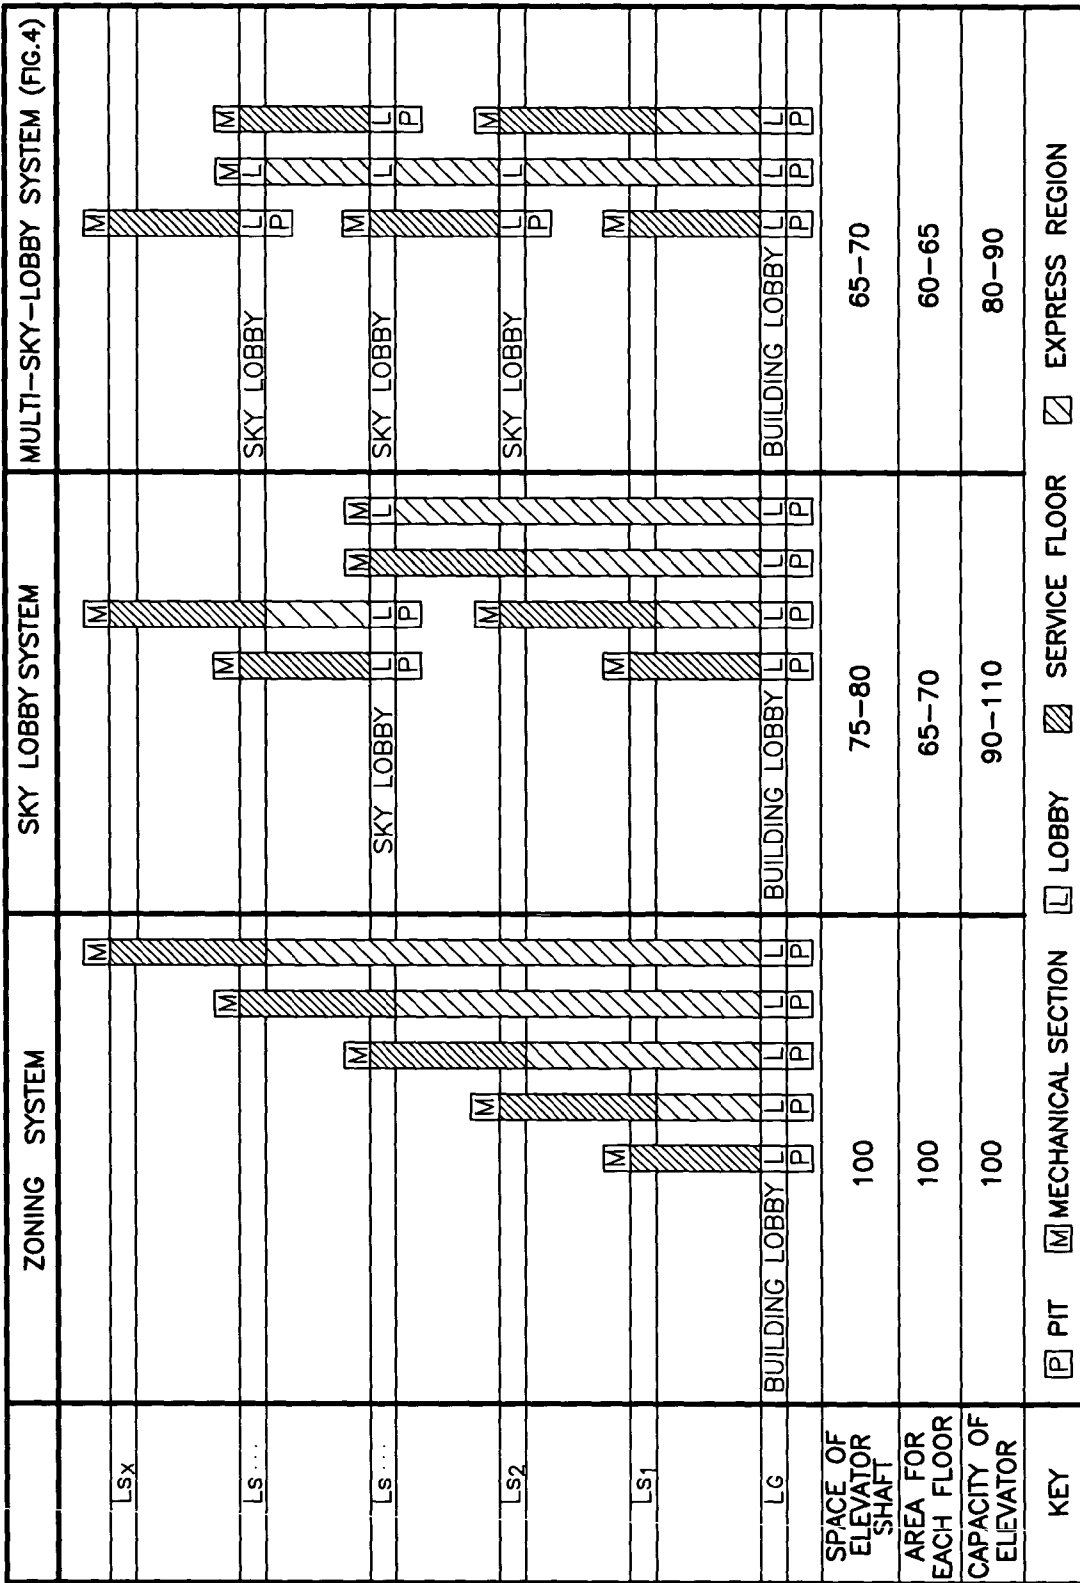 ZONING SYSTEM
SKY LOBBY SYSTEM
MULTI-SKY-LOBBY SYSTEM (FIG.4)
LSX
M
M
M
LS...
M
M
SKY LOBBY
L
L
M
M
P
LS...
M
M
M
M
SKY LOBBY
L
L
L
SKY LOBBY
L
L
P
P
P
LS2
M
M
SKY LOBBY
L
L
M
P
LS1
M
M
M
LG
BUILDING LOBBY
L
L
L
L
L
BUILDING LOBBY
L
L
L
L
BUILDING LOBBY
L
L
L
P
P
P
P
P
P
P
P
P
P
P
P
SPACE OF
ELEVATOR
SHAFT
100
75-80
65-70
AREA FOR
EACH FLOOR
100
65-70
60-65
CAPACITY OF
ELEVATOR
100
90-110
80-90
KEY
P PIT
M MECHANICAL SECTION
L LOBBY
SERVICE FLOOR
EXPRESS REGION